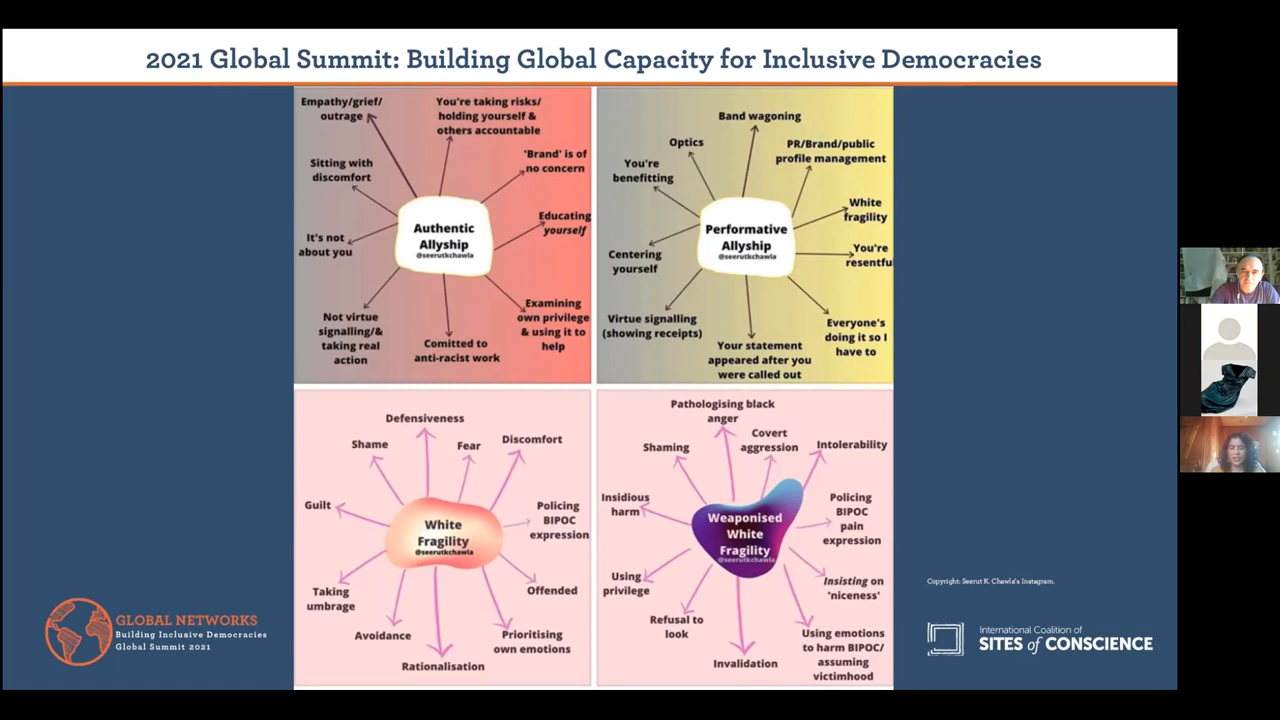 2021 Global Summit: Building Global Capacity for Inclusive Democracies
Empathy/grief/
outrage
You're taking risks/
holding yourself &
others accountable
'Brand' is of
no concern
Sitting with
discomfort
Educating
yourself
It's not
about you
Authentic
Allyship
@seerutkchawla
Not virtue
signalling/&
taking real
action
Comitted to
anti-racist work
Examining
own privilege
& using it to
help
Band wagoning
Optics
PR/Brand/public
profile management
You're
benefitting
White
fragility
Performative
Allyship
@seerutkchawla
Centering
yourself
You're
resentfu
Virtue signalling
(showing receipts)
Your statement
appeared after you
were called out
Everyone's
doing it so I
have to
Defensiveness
Shame
Fear
Discomfort
Guilt
Policing
BIPOC
expression
White
Fragility
@seerutkchawla
Taking
umbrage
Offended
Avoidance
Prioritising
own emotions
Rationalisation
Pathologising black
anger
Shaming
Covert
aggression
Intolerability
Insidious
harm
Policing
BIPOC
pain
expression
Weaponised
White
Fragility
@seerutkchawla
Using
privilege
Insisting on
'niceness'
Refusal to
look
Using emotions
to harm BIPOC/
assuming
victimhood
Invalidation
Copyright: Seerut K. Chawla's Instagram.
GLOBAL NETWORKS
Building Inclusive Democracies
Global Summit 2021
International Coalition of
SITES of CONSCIENCE